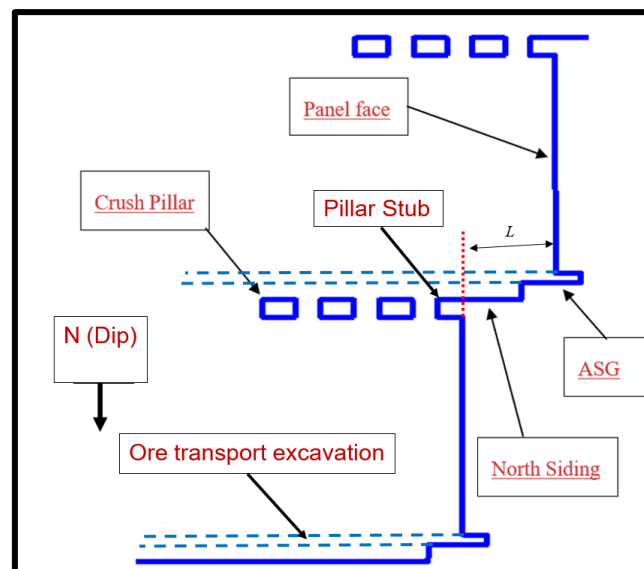 Panel face
Crush Pillar
Pillar Stub
L
N (Dip)
ASG
Ore transport excavation
North Siding